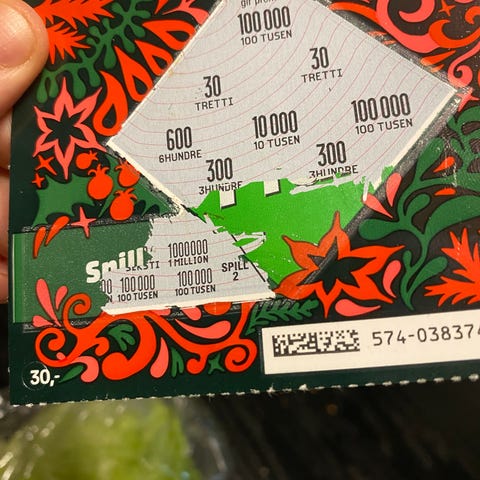 100 000
100 TUSEN
30
TRETTI
30
TRETTI
100 000
100 TUSEN
10 000
10 TUSEN
600
6HUNDRE
300
3HUNDRE
300
3HUNDRE
Spill
1000000
1 MILLION
SPILL
2
100 000
100 TUSEN
100 000
100 TUSEN
574-038374
30,-